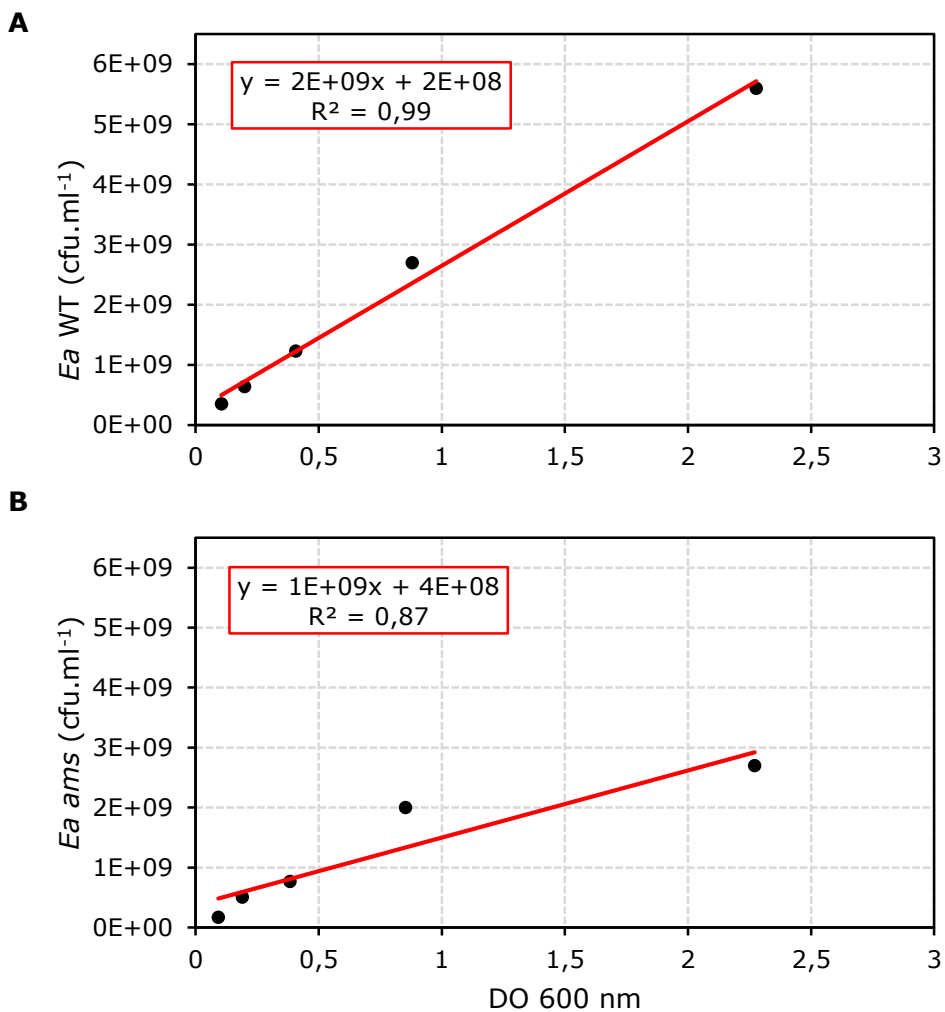 A
6E+09
y = 2E+09x + 2E+08
R² = 0,99
5E+09
4E+09
3E+09
2E+09
1E+09
0E+00
Ea WT (cfu.ml⁻¹)
0 0,5 1 1,5 2 2,5 3
B
6E+09
y = 1E+09x + 4E+08
R² = 0,87
5E+09
4E+09
3E+09
2E+09
1E+09
0E+00
Ea ams (cfu.ml⁻¹)
0 0,5 1 1,5 2 2,5 3
DO 600 nm